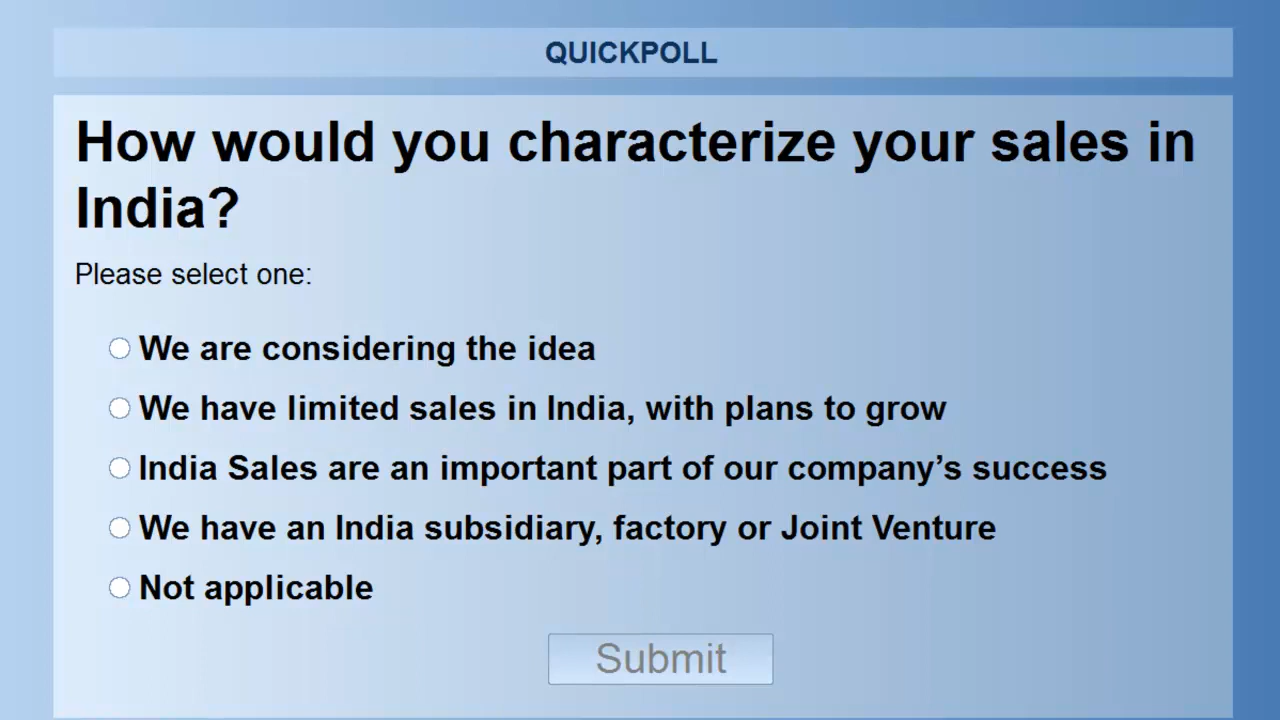 QUICKPOLL
How would you characterize your sales in
India?
Please select one:
We are considering the idea
We have limited sales in India, with plans to grow
India Sales are an important part of our company’s success
We have an India subsidiary, factory or Joint Venture
Not applicable
Submit